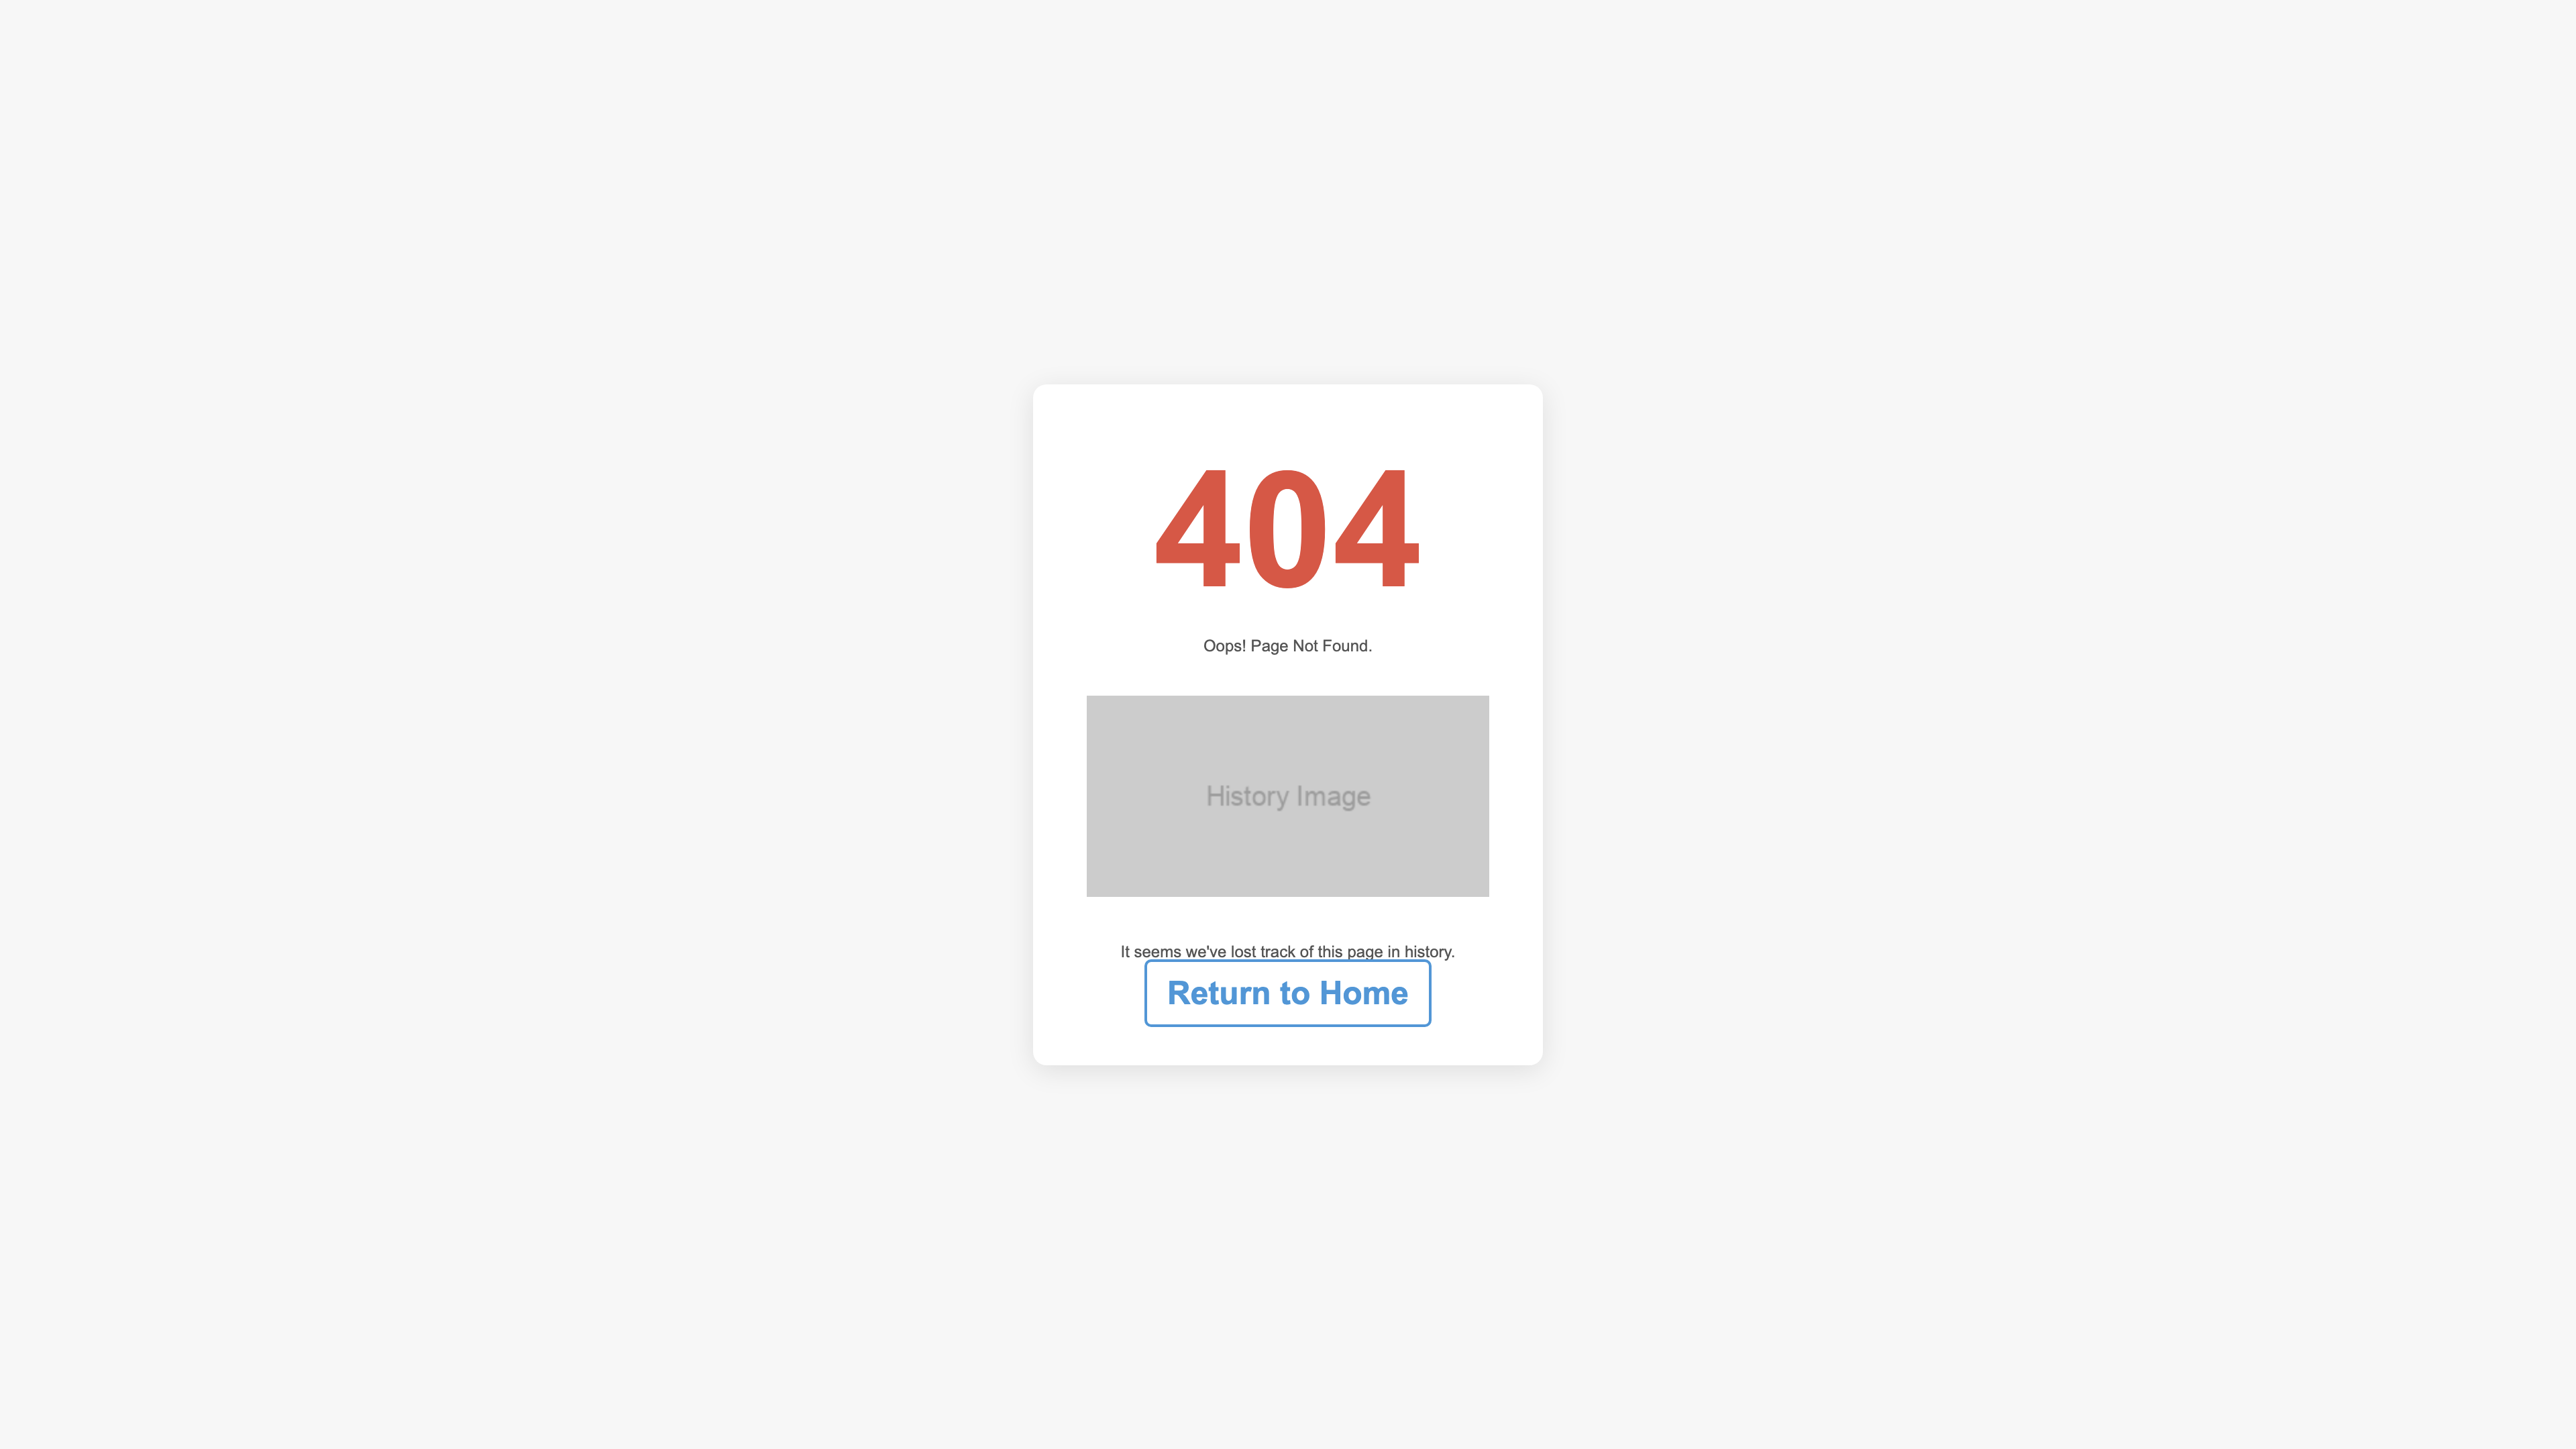 404
Oops! Page Not Found.
History Image
It seems we've lost track of this page in history.
Return to Home